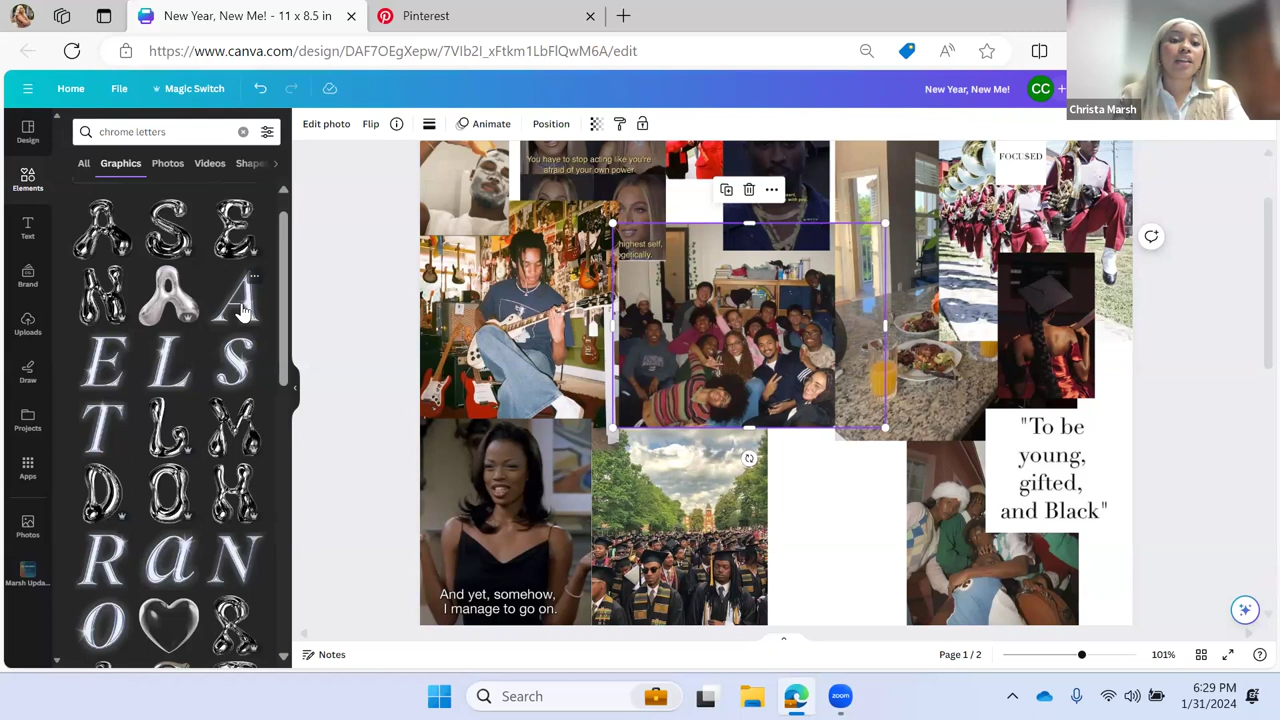 New Year, New Me! - 11 x 8.5 in
Pinterest
https://www.canva.com/design/DAF7OEgXepw/7VIb2I_xFtkm1LbFlQwM6A/edit
Christa Marsh
Home
File
Magic Switch
New Year, New Me!
CC
Design
chrome letters
Edit photo
Flip
Animate
Position
All
Graphics
Photos
Videos
Shapes
Elements
Text
Brand
Uploads
Draw
Projects
Apps
Photos
Marsh Upda...
A S E
M A A
E L S
T L M
D O H
R a N
O R
You have to stop acting like you're
afraid of your own power.
highest self,
FOCUSED
"To be
young,
gifted,
and Black"
And yet, somehow,
I manage to go on.
Notes
Page 1 / 2
101%
Search
zoom
6:29 PM
1/31/2024